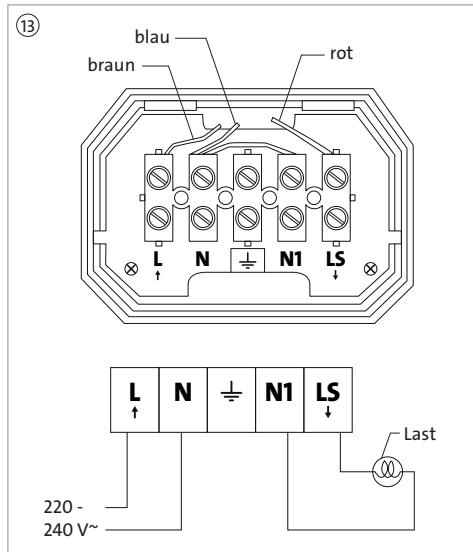 13
blau
braun
rot
L N ⏚ N1 LS
↑ ↓
L N ⏚ N1 LS
↑ ↓
Last
220 -
240 V~